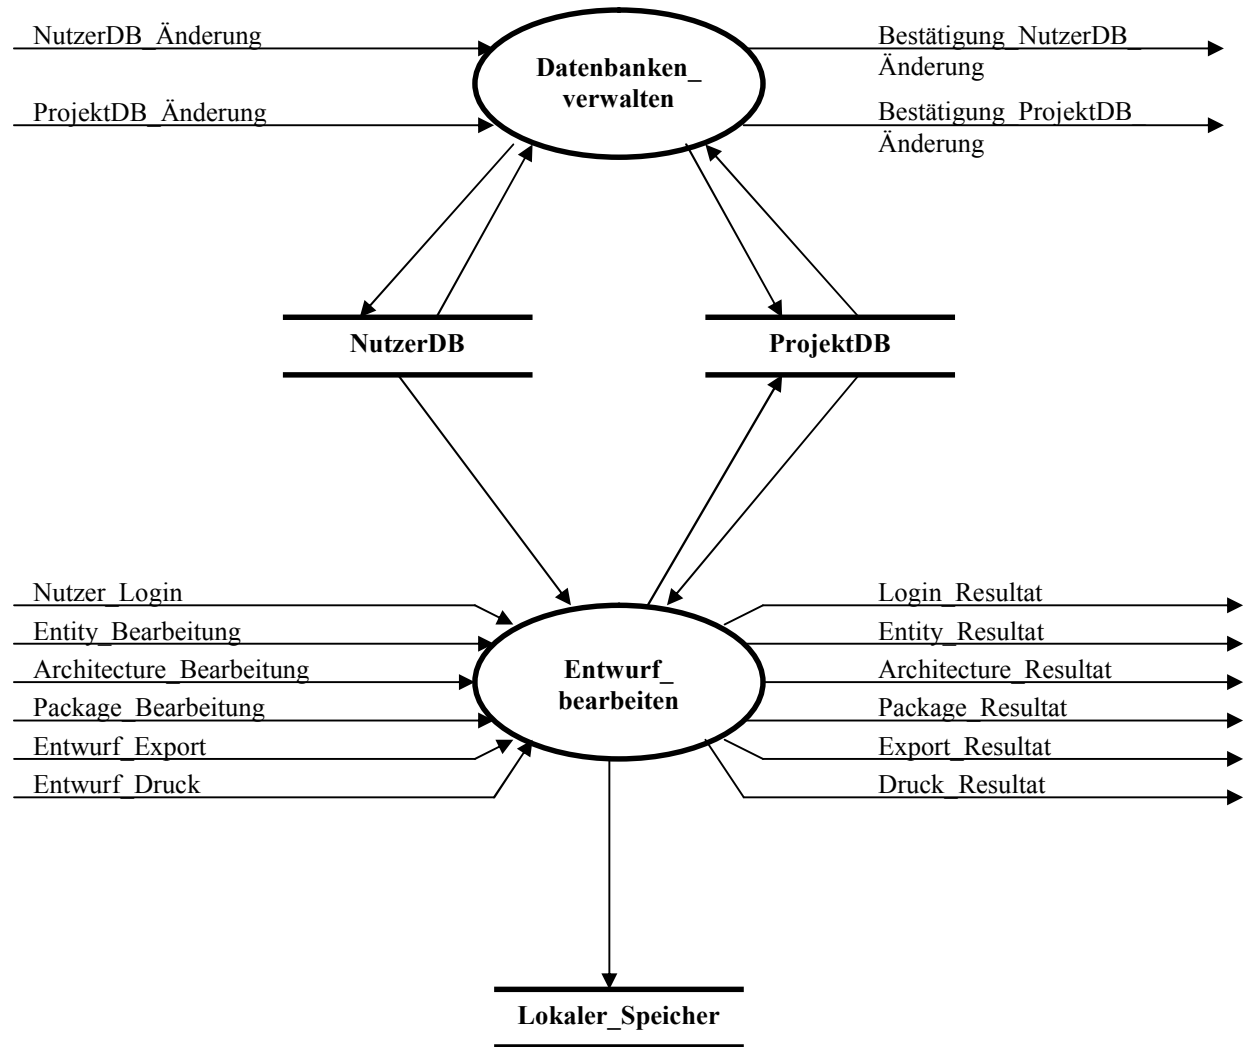 NutzerDB_Änderung
Datenbanken_
verwalten
Bestätigung_NutzerDB_
Änderung
ProjektDB_Änderung
Bestätigung_ProjektDB_
Änderung
NutzerDB
ProjektDB
Nutzer_Login
Entity_Bearbeitung
Architecture_Bearbeitung
Package_Bearbeitung
Entwurf_Export
Entwurf_Druck
Entwurf_
bearbeiten
Login_Resultat
Entity_Resultat
Architecture_Resultat
Package_Resultat
Export_Resultat
Druck_Resultat
Lokaler_Speicher